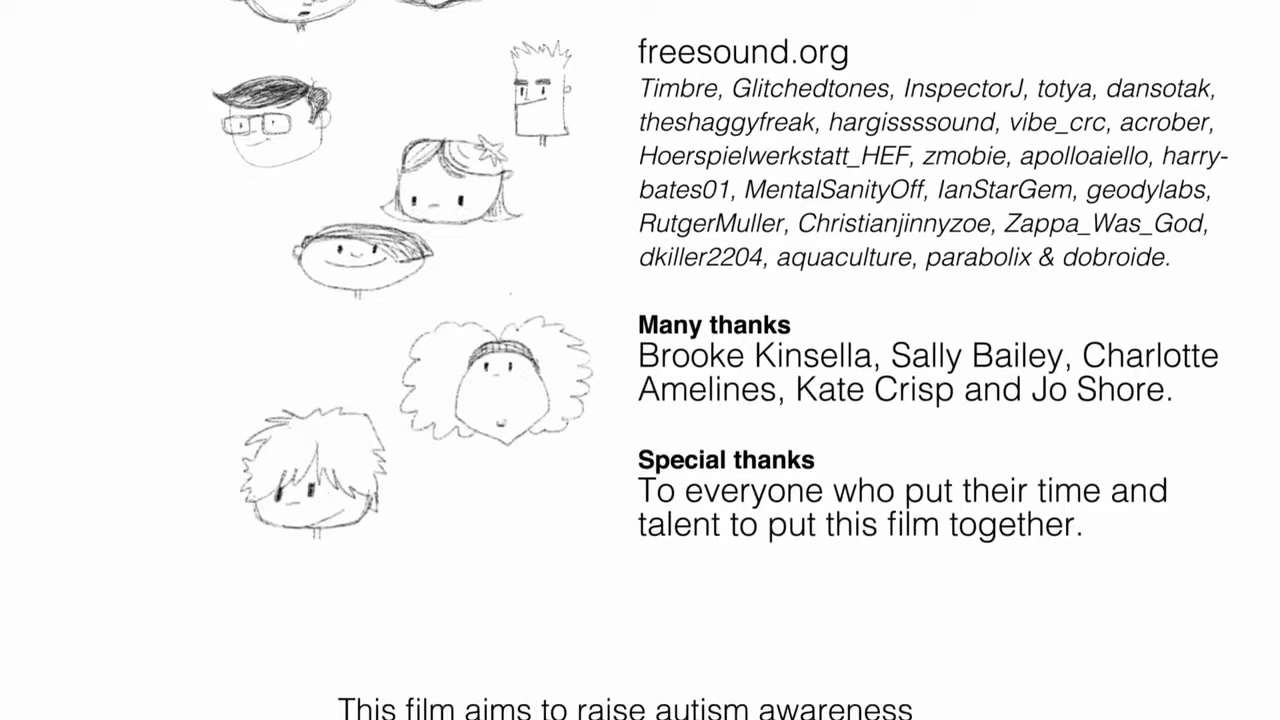 freesound.org
Timbre, Glitchedtones, InspectorJ, totya, dansotak,
theshaggyfreak, hargissssound, vibe_crc, acrober,
Hoerspielwerkstatt_HEF, zmobie, apolloaiello, harry-
bates01, MentalSanityOff, IanStarGem, geodylabs,
RutgerMuller, Christianjinnyzoe, Zappa_Was_God,
dkiller2204, aquaculture, parabolix & dobroide.
Many thanks
Brooke Kinsella, Sally Bailey, Charlotte
Amelines, Kate Crisp and Jo Shore.
Special thanks
To everyone who put their time and
talent to put this film together.
This film aims to raise autism awareness